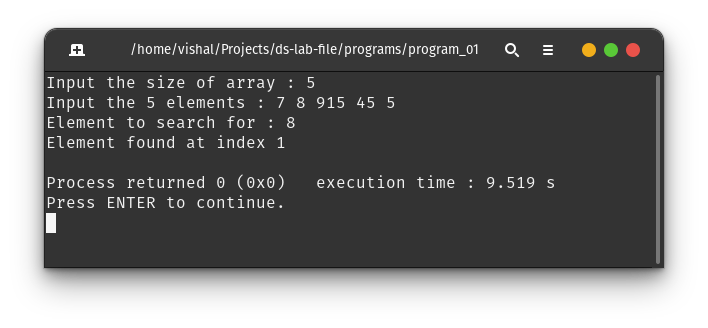 /home/vishal/Projects/ds-lab-file/programs/program_01
Input the size of array : 5
Input the 5 elements : 7 8 915 45 5
Element to search for : 8
Element found at index 1
Process returned 0 (0x0)   execution time : 9.519 s
Press ENTER to continue.